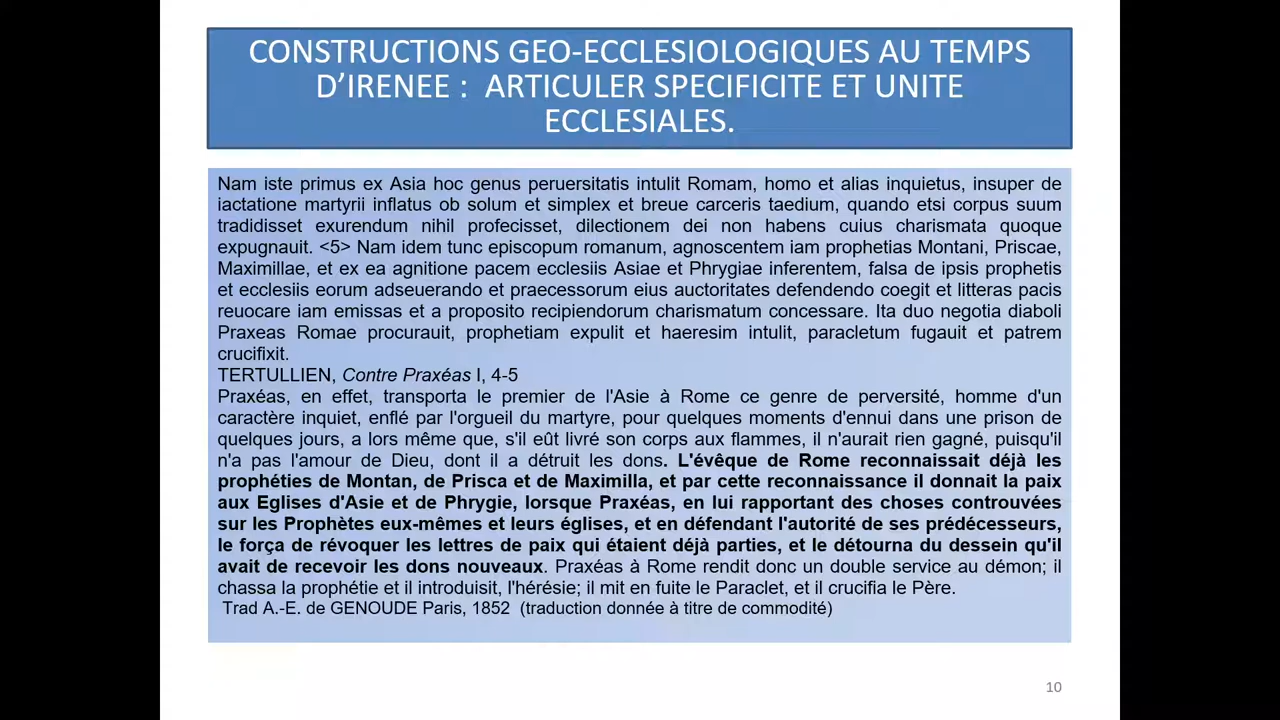 CONSTRUCTIONS GEO-ECCLESIOLOGIQUES AU TEMPS
D’IRENEE : ARTICULER SPECIFICITE ET UNITE
ECCLESIALES.
Nam iste primus ex Asia hoc genus peruersitatis intulit Romam, homo et alias inquietus, insuper de
iactatione martyrii inflatus ob solum et simplex et breue carceris taedium, quando etsi corpus suum
tradidisset exurendum nihil profecisset, dilectionem dei non habens cuius charismata quoque
expugnauit. <5> Nam idem tunc episcopum romanum, agnoscentem iam prophetias Montani, Priscae,
Maximillae, et ex ea agnitione pacem ecclesiis Asiae et Phrygiae inferentem, falsa de ipsis prophetis
et ecclesiis eorum adseuerando et praecessorum eius auctoritates defendendo coegit et litteras pacis
reuocare iam emissas et a proposito recipiendorum charismatum concessare. Ita duo negotia diaboli
Praxeas Romae procurauit, prophetiam expulit et haeresim intulit, paracletum fugauit et patrem
crucifixit.
TERTULLIEN, Contre Praxéas I, 4-5
Praxéas, en effet, transporta le premier de l'Asie à Rome ce genre de perversité, homme d'un
caractère inquiet, enflé par l'orgueil du martyre, pour quelques moments d'ennui dans une prison de
quelques jours, a lors même que, s'il eût livré son corps aux flammes, il n'aurait rien gagné, puisqu'il
n'a pas l'amour de Dieu, dont il a détruit les dons. L'évêque de Rome reconnaissait déjà les
prophéties de Montan, de Prisca et de Maximilla, et par cette reconnaissance il donnait la paix
aux Eglises d'Asie et de Phrygie, lorsque Praxéas, en lui rapportant des choses controuvées
sur les Prophètes eux-mêmes et leurs églises, et en défendant l'autorité de ses prédécesseurs,
le força de révoquer les lettres de paix qui étaient déjà parties, et le détourna du dessein qu'il
avait de recevoir les dons nouveaux. Praxéas à Rome rendit donc un double service au démon; il
chassa la prophétie et il introduisit, l'hérésie; il mit en fuite le Paraclet, et il crucifia le Père.
Trad A.-E. de GENOUDE Paris, 1852 (traduction donnée à titre de commodité)
10